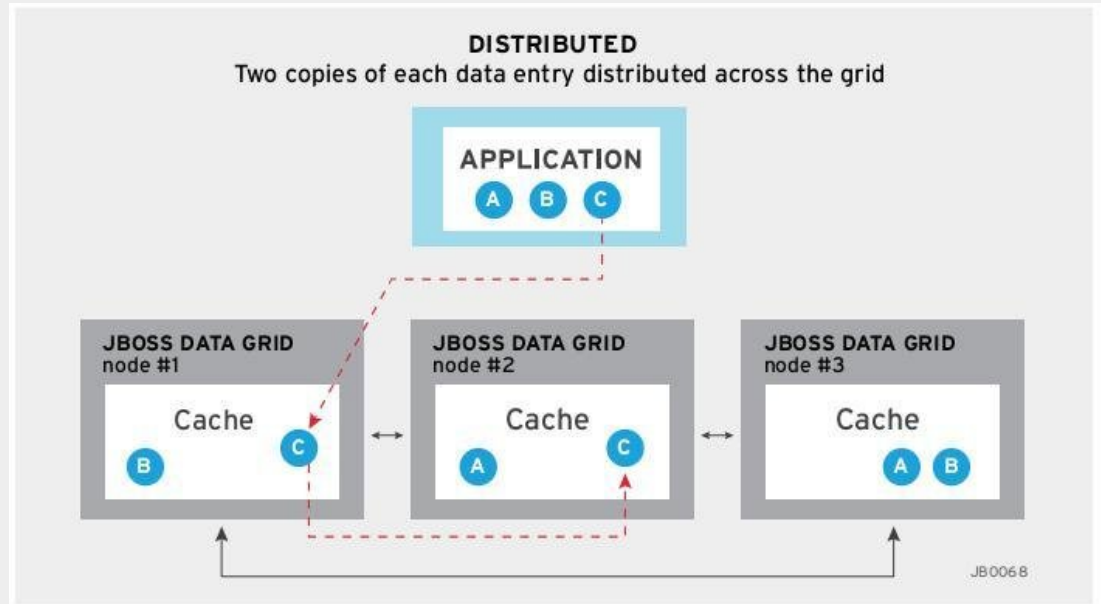 DISTRIBUTED
Two copies of each data entry distributed across the grid
APPLICATION
A B C
JBOSS DATA GRID
node #1
Cache
B
C
JBOSS DATA GRID
node #2
Cache
A
C
JBOSS DATA GRID
node #3
Cache
A B
JB0068